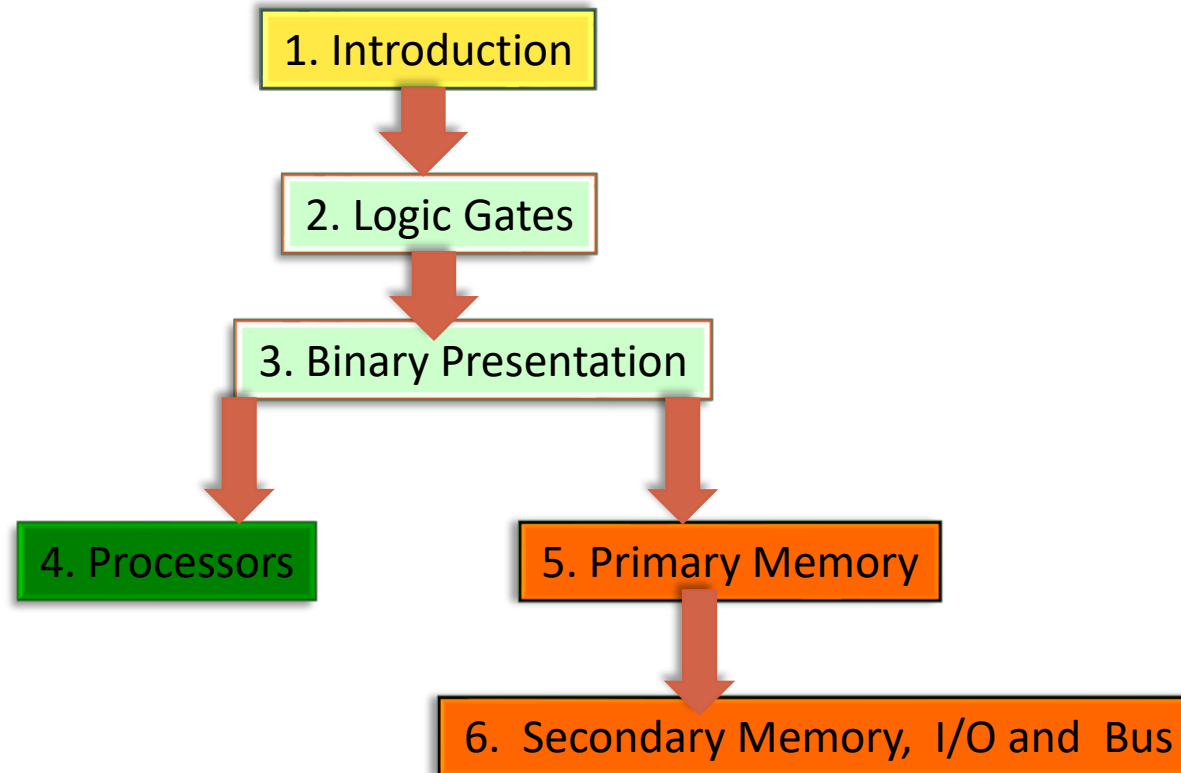 1. Introduction
2. Logic Gates
3. Binary Presentation
4. Processors
5. Primary Memory
6. Secondary Memory, I/O and Bus